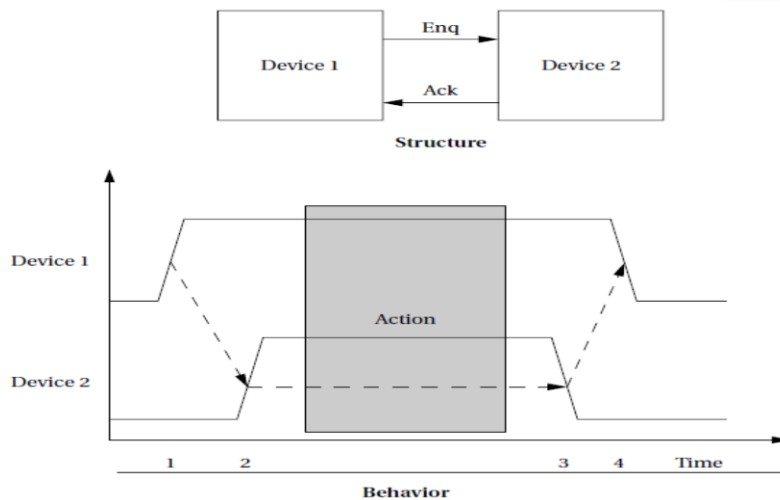 Enq
Device 1
Device 2
Ack
Structure
Device 1
Action
Device 2
1 2 3 4 Time
Behavior